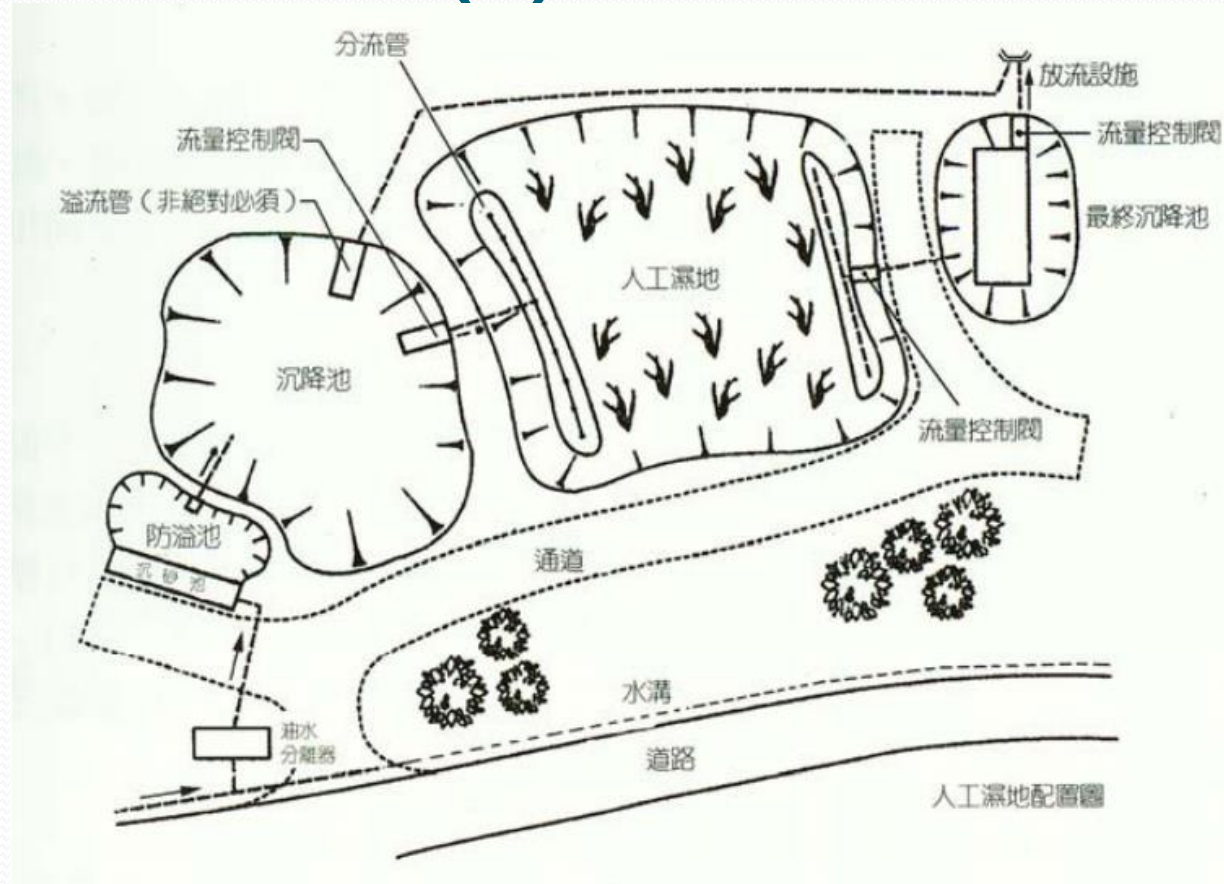 分流管
放流設施
流量控制閥
流量控制閥
溢流管（非絕對必須）
最終沉降池
人工濕地
沉降池
流量控制閥
防溢池
通道
沉砂池
水溝
油水
分離器
道路
人工濕地配置圖